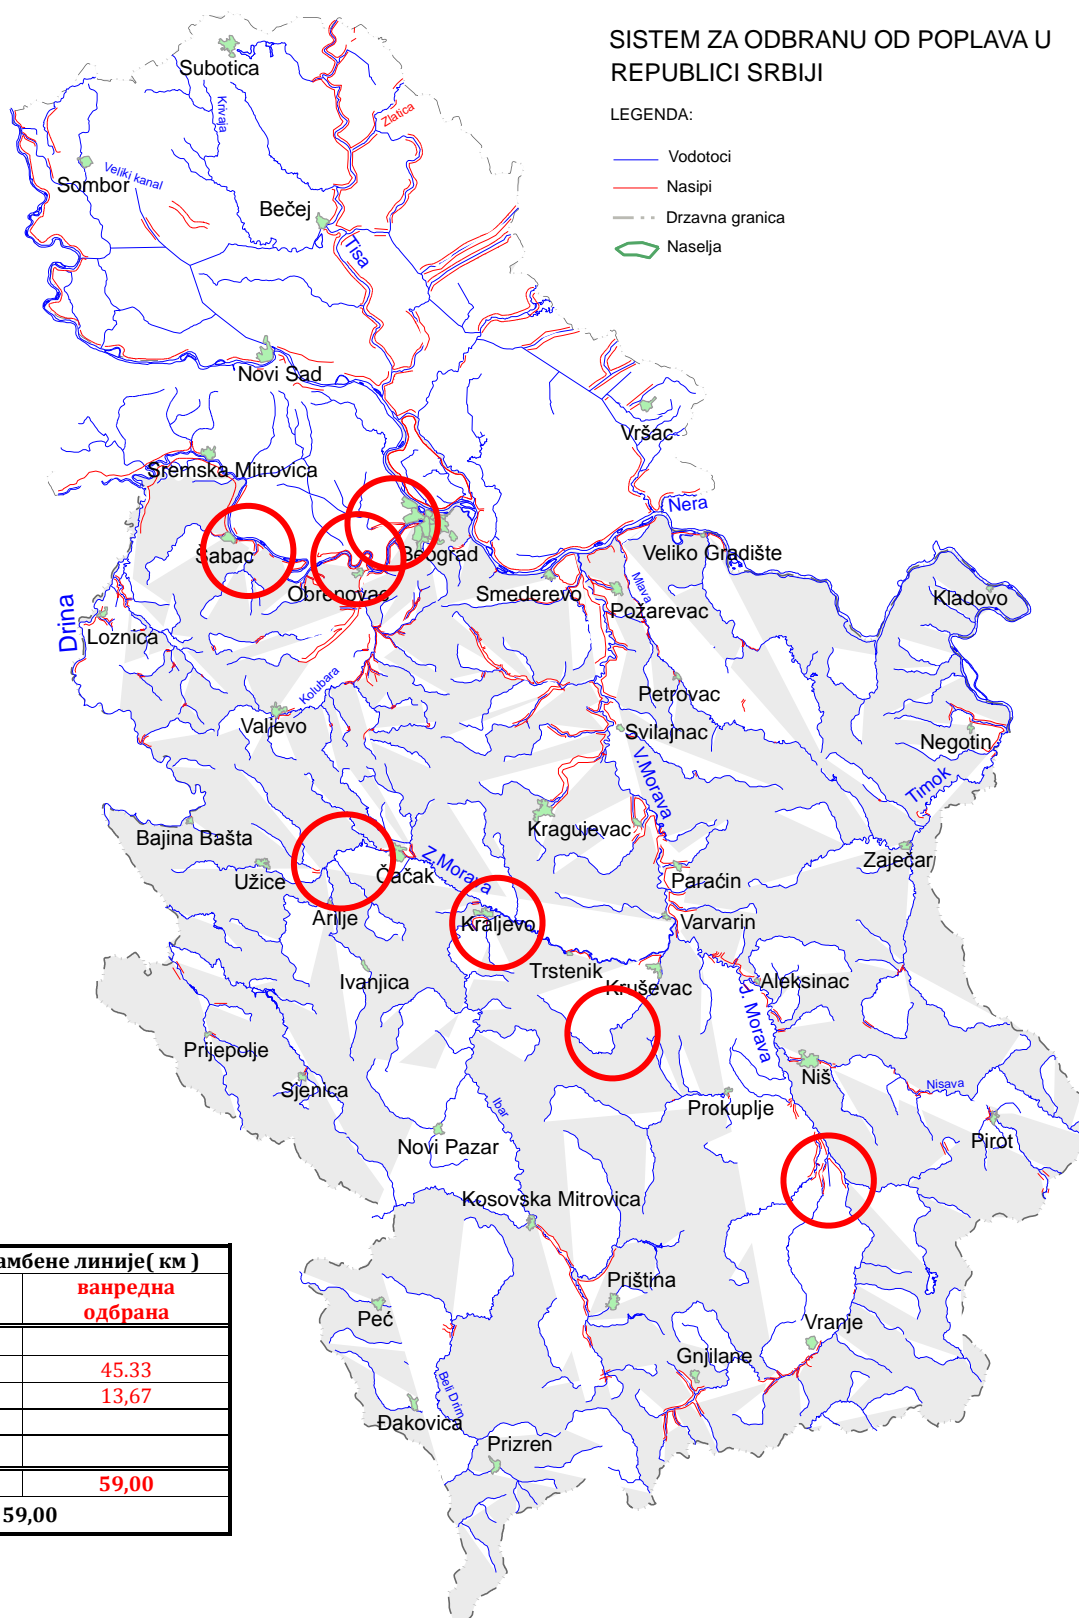 SISTEM ZA ODBRANU OD POPLAVA U
REPUBLICI SRBIJI
LEGENDA:
Vodotoci
Nasipi
Drzavna granica
Naselja
Subotica
Krivaja
Zlatica
Sombor
Veliki kanal
Bečej
Tisa
Novi Sad
Vršac
Sremska Mitrovica
Nera
Šabac
Beograd
Veliko Gradište
Obrenovac
Smederevo
Mlava
Požarevac
Kladovo
Drina
Loznica
Kolubara
Petrovac
Valjevo
Svilajnac
Negotin
V.Morava
Timok
Bajina Bašta
Kragujevac
Zaječar
Užice
Čačak
Z.Morava
Paraćin
Arilje
Kraljevo
Varvarin
Ivanjica
Trstenik
Kruševac
Aleksinac
J. Morava
Prijepolje
Sjenica
Niš
Nisava
Ibar
Prokuplje
Pirot
Novi Pazar
Kosovska Mitrovica
Priština
Peć
Vranje
Gnjilane
Beli Drim
Đakovica
Prizren
амбене линије( км )
ванредна
одбрана
45.33
13,67
59,00
59,00